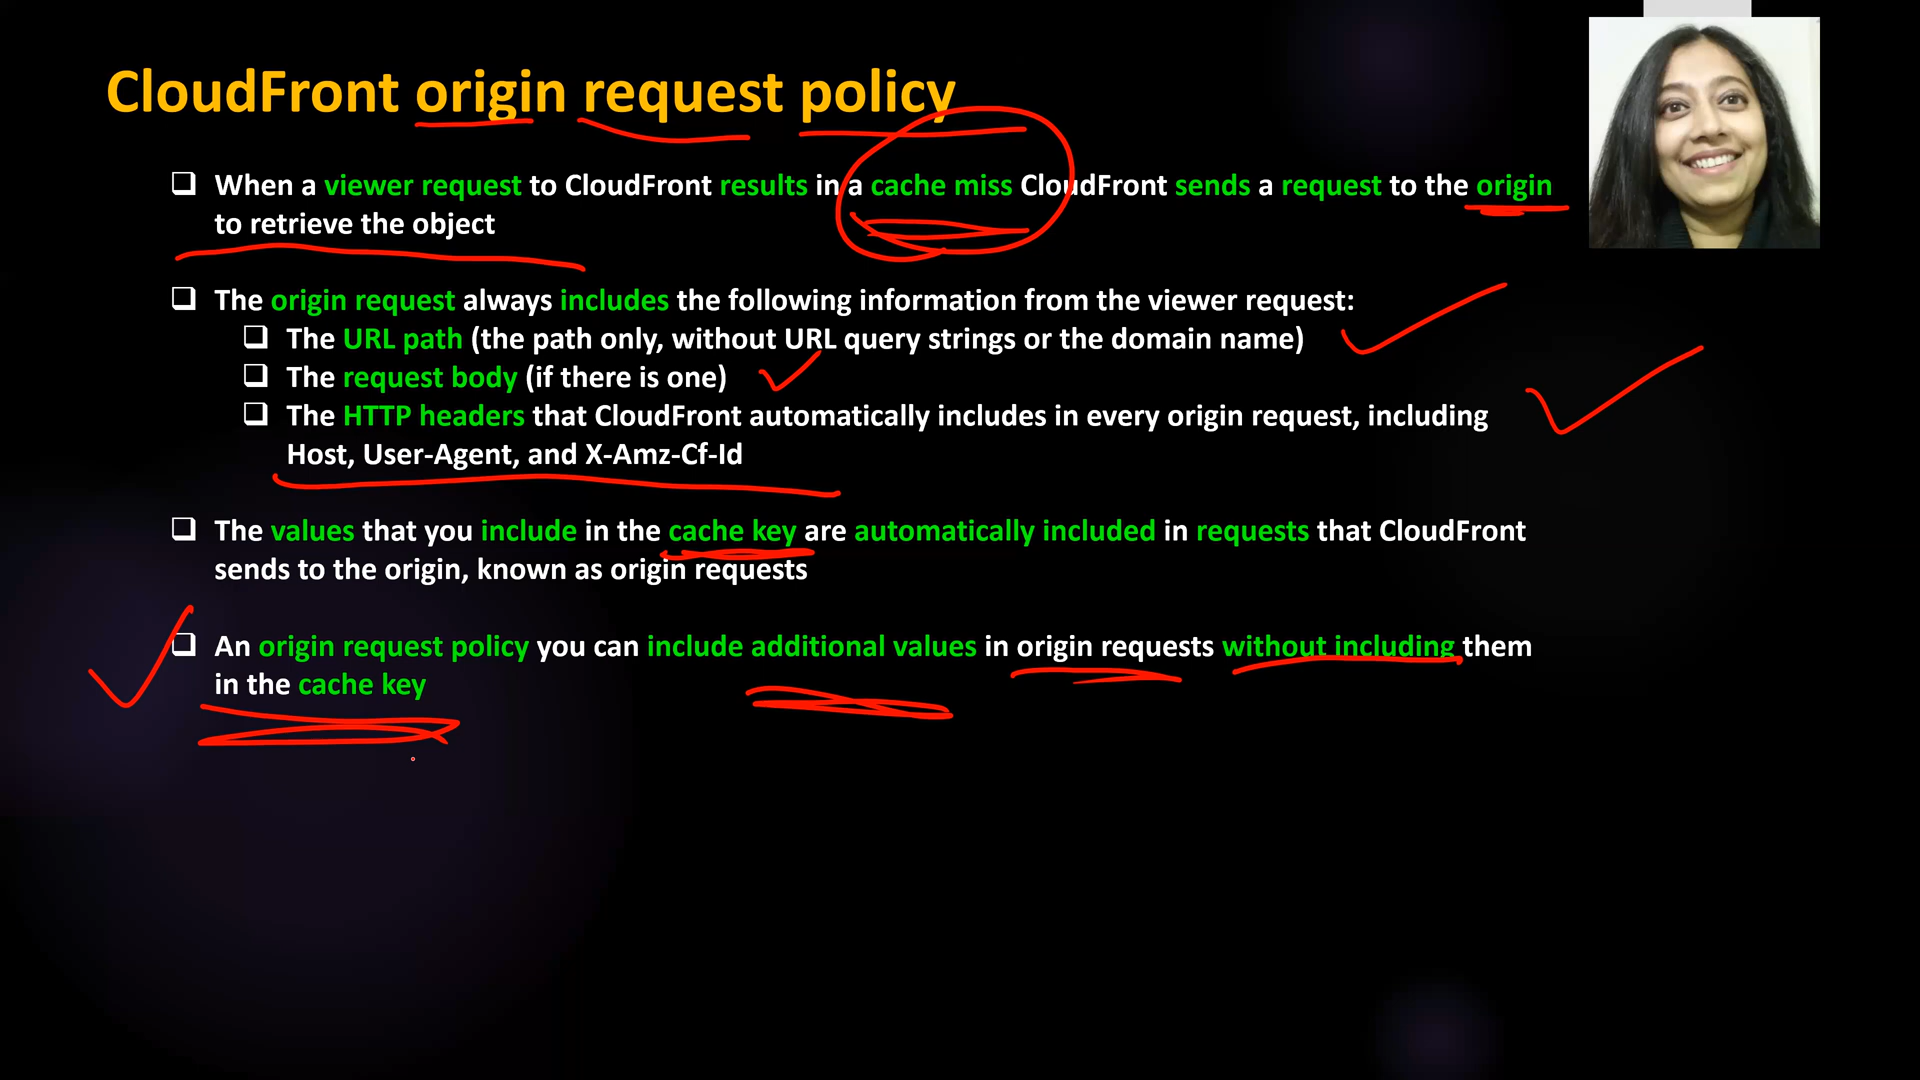 CloudFront origin request policy
When a viewer request to CloudFront results in a cache miss CloudFront sends a request to the origin
to retrieve the object
The origin request always includes the following information from the viewer request:
The URL path (the path only, without URL query strings or the domain name)
The request body (if there is one)
The HTTP headers that CloudFront automatically includes in every origin request, including
Host, User-Agent, and X-Amz-Cf-Id
The values that you include in the cache key are automatically included in requests that CloudFront
sends to the origin, known as origin requests
An origin request policy you can include additional values in origin requests without including them
in the cache key